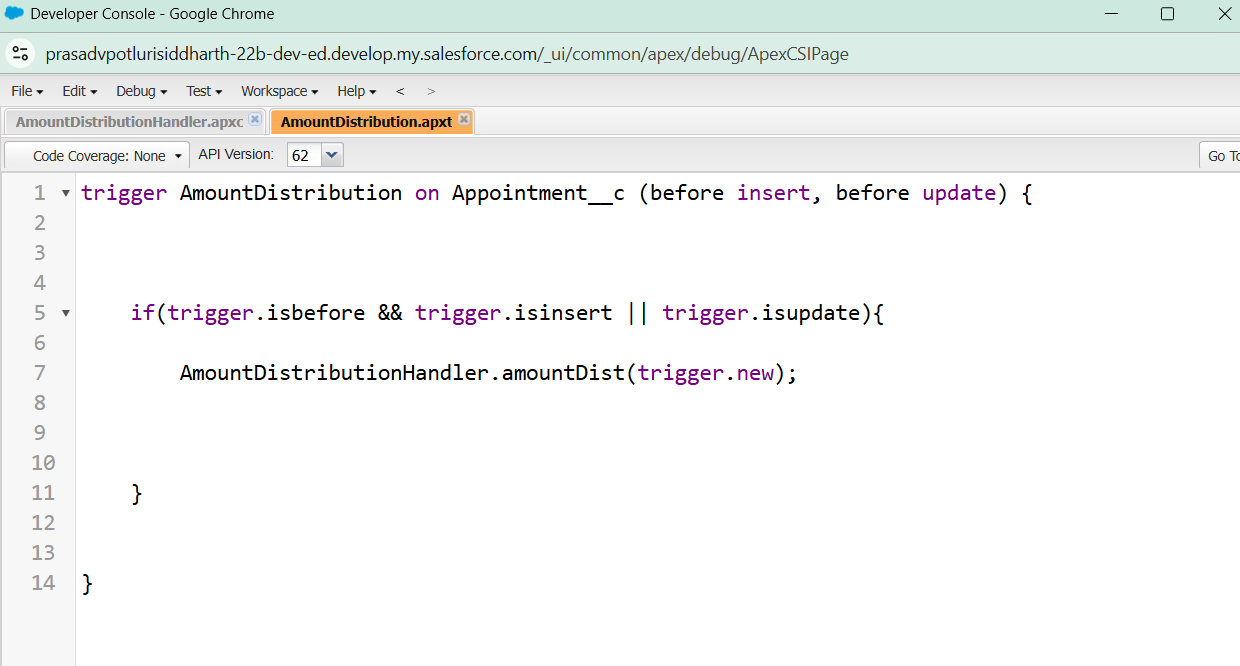 Developer Console - Google Chrome
prasadvpotlurisiddharth-22b-dev-ed.develop.my.salesforce.com/_ui/common/apex/debug/ApexCSIPage
File Edit Debug Test Workspace Help < >
AmountDistributionHandler.apxc AmountDistribution.apxt
Code Coverage: None API Version: 62 Go To
1 trigger AmountDistribution on Appointment__c (before insert, before update) {
2
3
4
5 if(trigger.isbefore && trigger.isinsert || trigger.isupdate){
6
7 AmountDistributionHandler.amountDist(trigger.new);
8
9
10
11 }
12
13
14 }